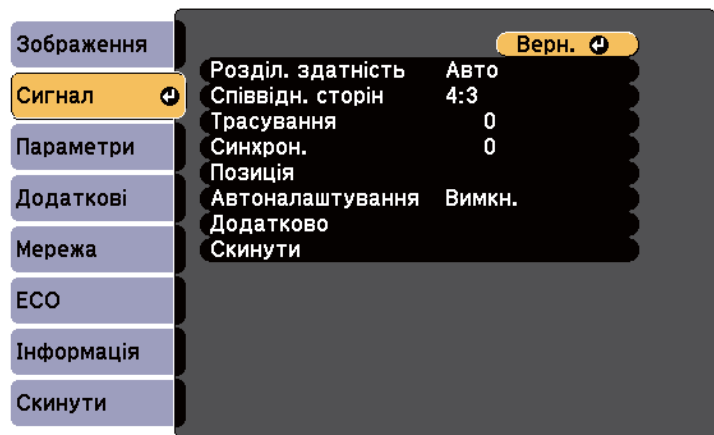 Зображення
Сигнал
Параметри
Додаткові
Мережа
ECO
Інформація
Скинути
Верн.
Розділ. здатність Авто
Співвідн. сторін 4:3
Трасування 0
Синхрон. 0
Позиція
Автоналаштування Вимкн.
Додатково
Скинути